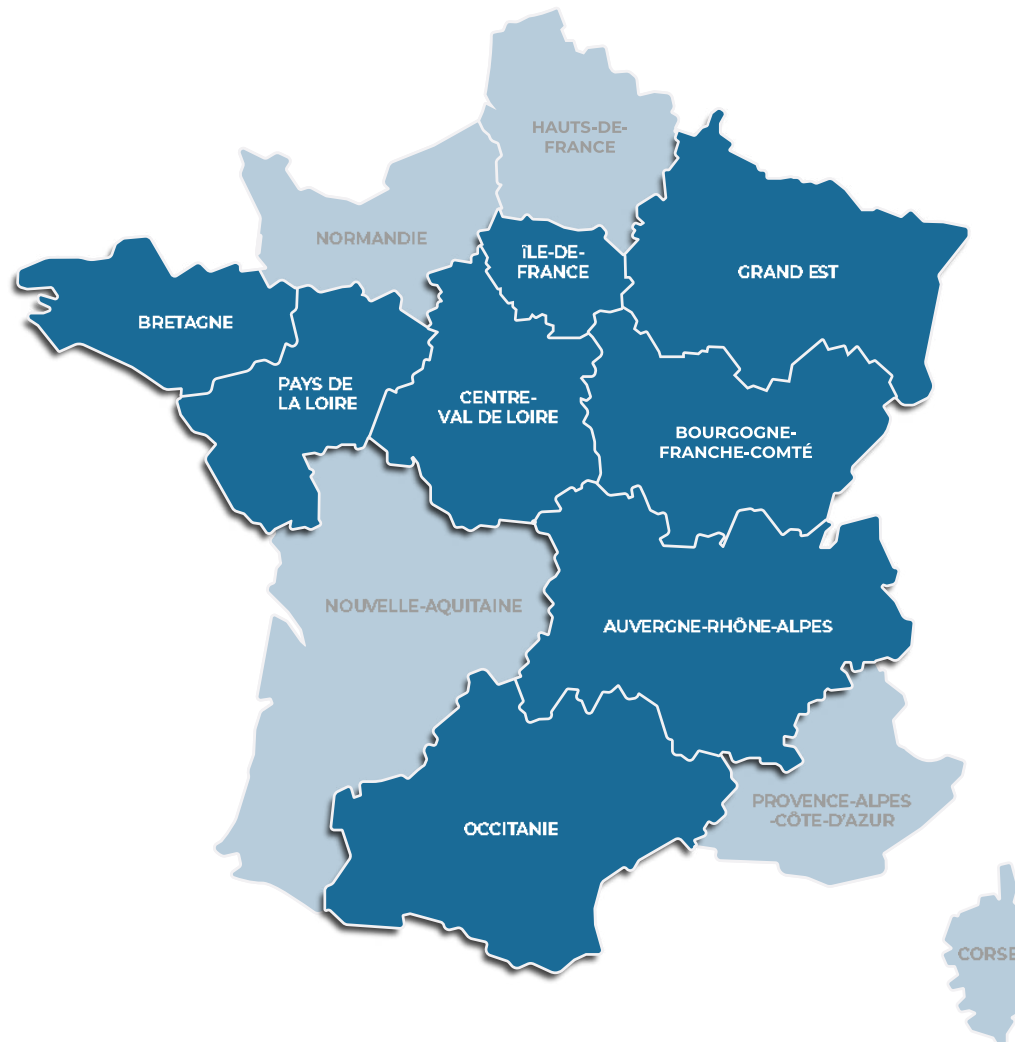 HAUTS-DE-
FRANCE
NORMANDIE
îLE-DE-
FRANCE
GRAND EST
BRETAGNE
PAYS DE
LA LOIRE
CENTRE-
VAL DE LOIRE
BOURGOGNE-
FRANCHE-COMTÉ
NOUVELLE-AQUITAINE
AUVERGNE-RHÔNE-ALPES
PROVENCE-ALPES
-CÔTE-D'AZUR
OCCITANIE
CORSE